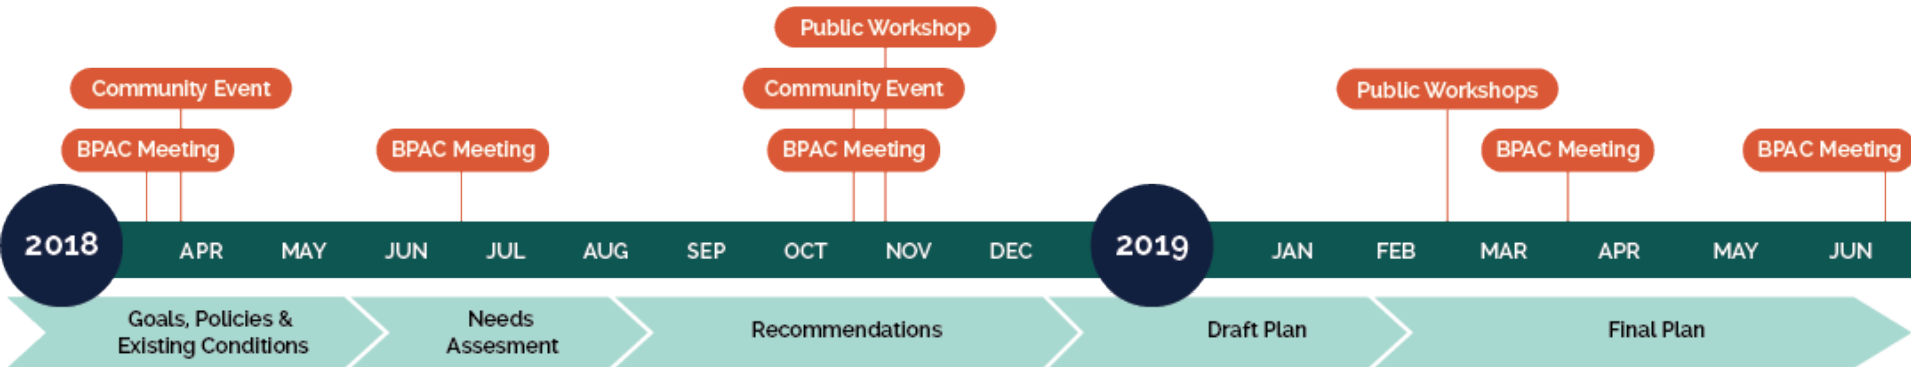 Public Workshop
Community Event
Community Event
Public Workshops
BPAC Meeting
BPAC Meeting
BPAC Meeting
BPAC Meeting
BPAC Meeting
2018
APR
MAY
JUN
JUL
AUG
SEP
OCT
NOV
DEC
2019
JAN
FEB
MAR
APR
MAY
JUN
Goals, Policies &
Existing Conditions
Needs
Assesment
Recommendations
Draft Plan
Final Plan